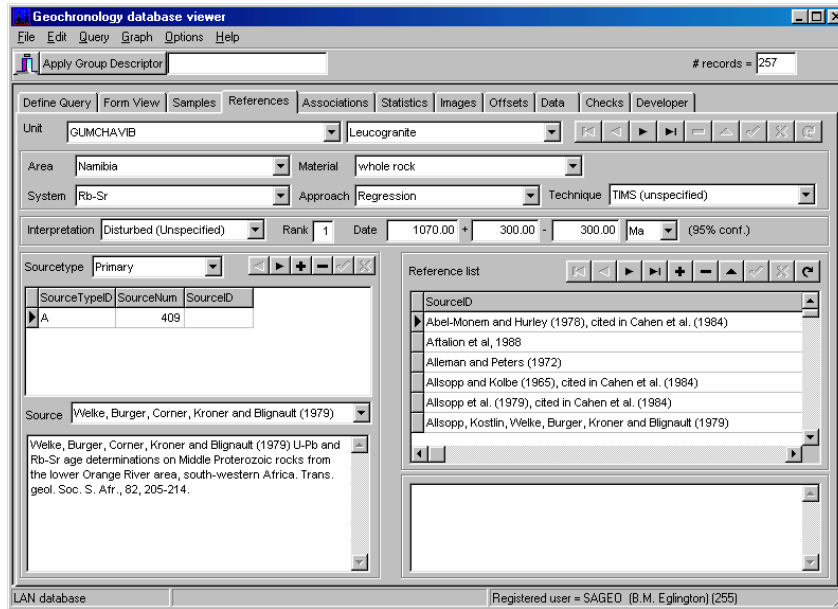 Geochronology database viewer
File Edit Query Graph Options Help
Apply Group Descriptor # records = 257
Define Query Form View Samples References Associations Statistics Images Offsets Data Checks Developer
Unit GUMCHAVIB Leucogranite
Area Namibia Material whole rock
System Rb-Sr Approach Regression Technique TIMS (unspecified)
Interpretation Disturbed (Unspecified) Rank 1 Date 1070.00 + 300.00 - 300.00 Ma (95% conf.)
Sourcetype Primary
SourceTypeID SourceNum SourceID
A 409
Source Welke, Burger, Corner, Kroner and Blignault (1979)
Welke, Burger, Corner, Kroner and Blignault (1979) U-Pb and
Rb-Sr age determinations on Middle Proterozoic rocks from
the lower Orange River area, south-western Africa. Trans.
geol. Soc. S. Afr., 82, 205-214.
Reference list
SourceID
Abel-Monem and Hurley (1978), cited in Cahen et al. (1984)
Aftalion et al, 1988
Alleman and Peters (1972)
Allsopp and Kolbe (1965), cited in Cahen et al. (1984)
Allsopp et al. (1979), cited in Cahen et al. (1984)
Allsopp, Kostlin, Welke, Burger, Kroner and Blignault (1979)
LAN database Registered user = SAGEO (B.M. Eglington) (255)